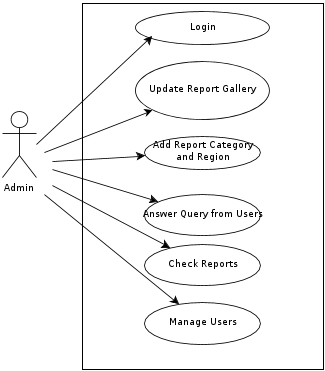 Login
Update Report Gallery
Add Report Category
and Region
Admin
Answer Query from Users
Check Reports
Manage Users